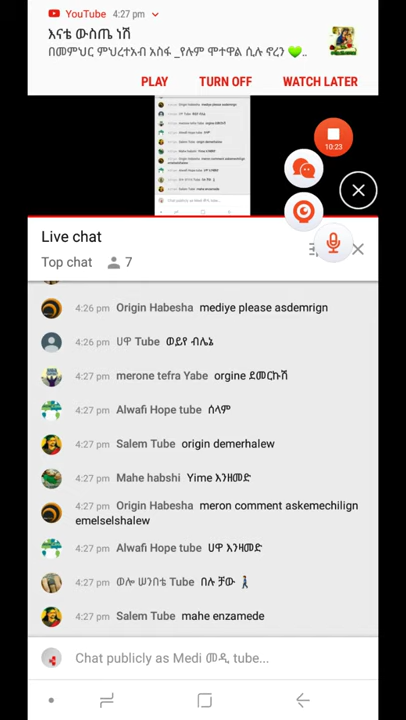 YouTube 4:27 pm
እናቴ ውስጤ ነሽ
በመምህር ምህረተአብ አስፋ _የሉም ሞተዋል ሲሉ ኖረን 💚..
PLAY TURN OFF WATCH LATER
10:23
Live chat
Top chat 7
4:26 pm Origin Habesha mediye please asdemrign
4:26 pm ሀዋ Tube ወይየ ብሌኔ
4:27 pm merone tefra Yabe orgine ደመርኩሽ
4:27 pm Alwafi Hope tube ሰላም
4:27 pm Salem Tube origin demerhalew
4:27 pm Mahe habshi Yime እንዘመድ
4:27 pm Origin Habesha meron comment askemechilign
emelselshalew
4:27 pm Alwafi Hope tube ሀዋ እንዛመድ
4:27 pm ወሎ ሠንበቴ Tube በሉ ቻው 🚶
4:27 pm Salem Tube mahe enzamede
Chat publicly as Medi መዲ tube...